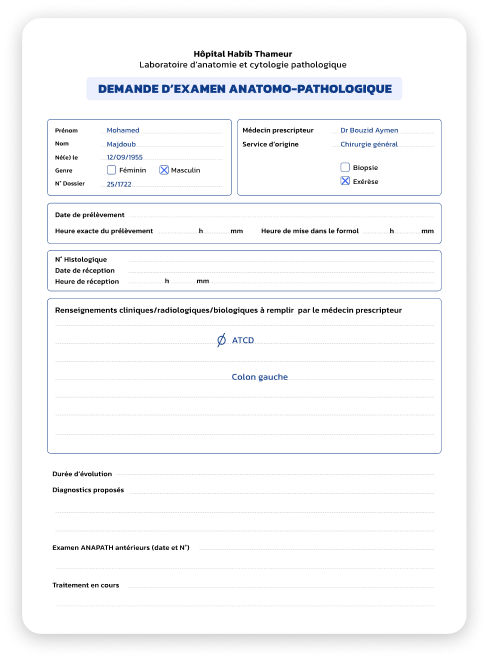 Hôpital Habib Thameur
Laboratoire d'anatomie et cytologie pathologique
DEMANDE D'EXAMEN ANATOMO-PATHOLOGIQUE
Prénom Mohamed
Nom Majdoub
Né(e) le 12/09/1955
Genre Féminin Masculin
N° Dossier 25/1722
Médecin prescripteur Dr Bouzid Aymen
Service d'origine Chirurgie général
Biopsie
Exérèse
Date de prélèvement
Heure exacte du prélèvement h mm Heure de mise dans le formol h mm
N° Histologique
Date de réception
Heure de réception h mm
Renseignements cliniques/radiologiques/biologiques à remplir par le médecin prescripteur
Ø ATCD
Colon gauche
Durée d'évolution
Diagnostics proposés
Examen ANAPATH antérieurs (date et N°)
Traitement en cours